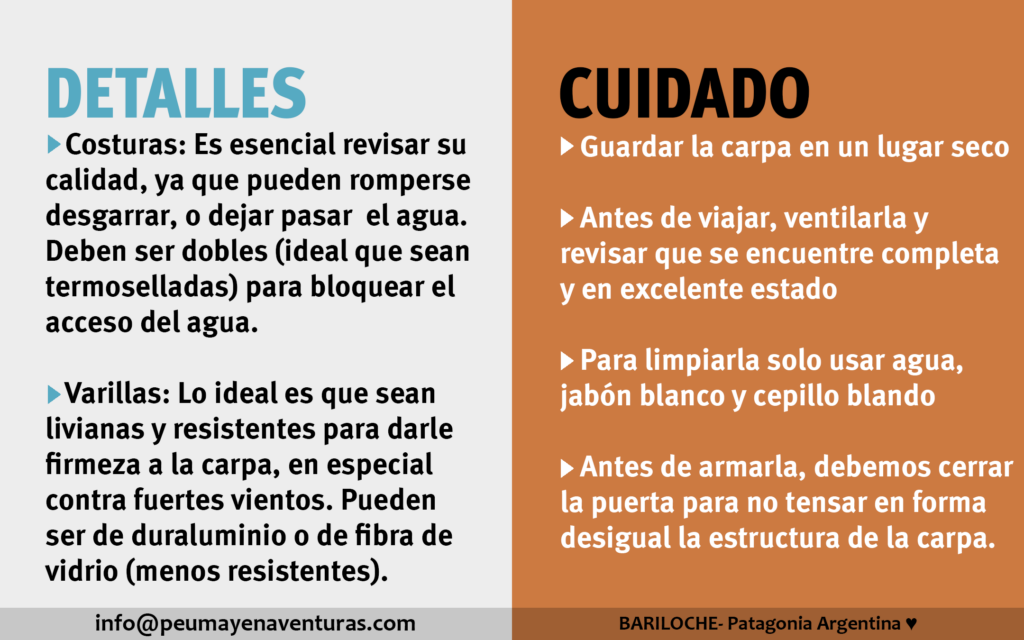 DETALLES
▶Costuras: Es esencial revisar su
calidad, ya que pueden romperse
desgarrar, o dejar pasar  el agua.
Deben ser dobles (ideal que sean
termoselladas) para bloquear el
acceso del agua.
▶Varillas: Lo ideal es que sean
livianas y resistentes para darle
firmeza a la carpa, en especial
contra fuertes vientos. Pueden
ser de duraluminio o de fibra de
vidrio (menos resistentes).
info@peumayenaventuras.com
CUIDADO
▶ Guardar la carpa en un lugar seco
▶ Antes de viajar, ventilarla y
revisar que se encuentre completa
y en excelente estado
▶ Para limpiarla solo usar agua,
jabón blanco y cepillo blando
▶ Antes de armarla, debemos cerrar
la puerta para no tensar en forma
desigual la estructura de la carpa.
BARILOCHE- Patagonia Argentina ♥